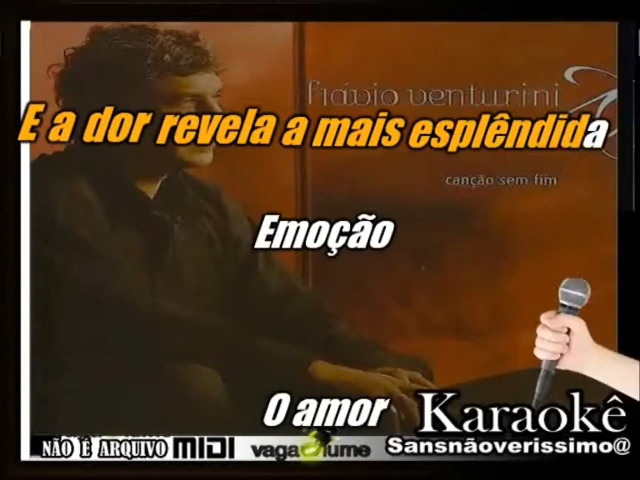 flávio venturini
E a dor revela a mais esplêndida
canção sem fim
Emoção
O amor
Karaokê
NÃO É ARQUIVO MIDI vagalume Sansnãoverissimo@